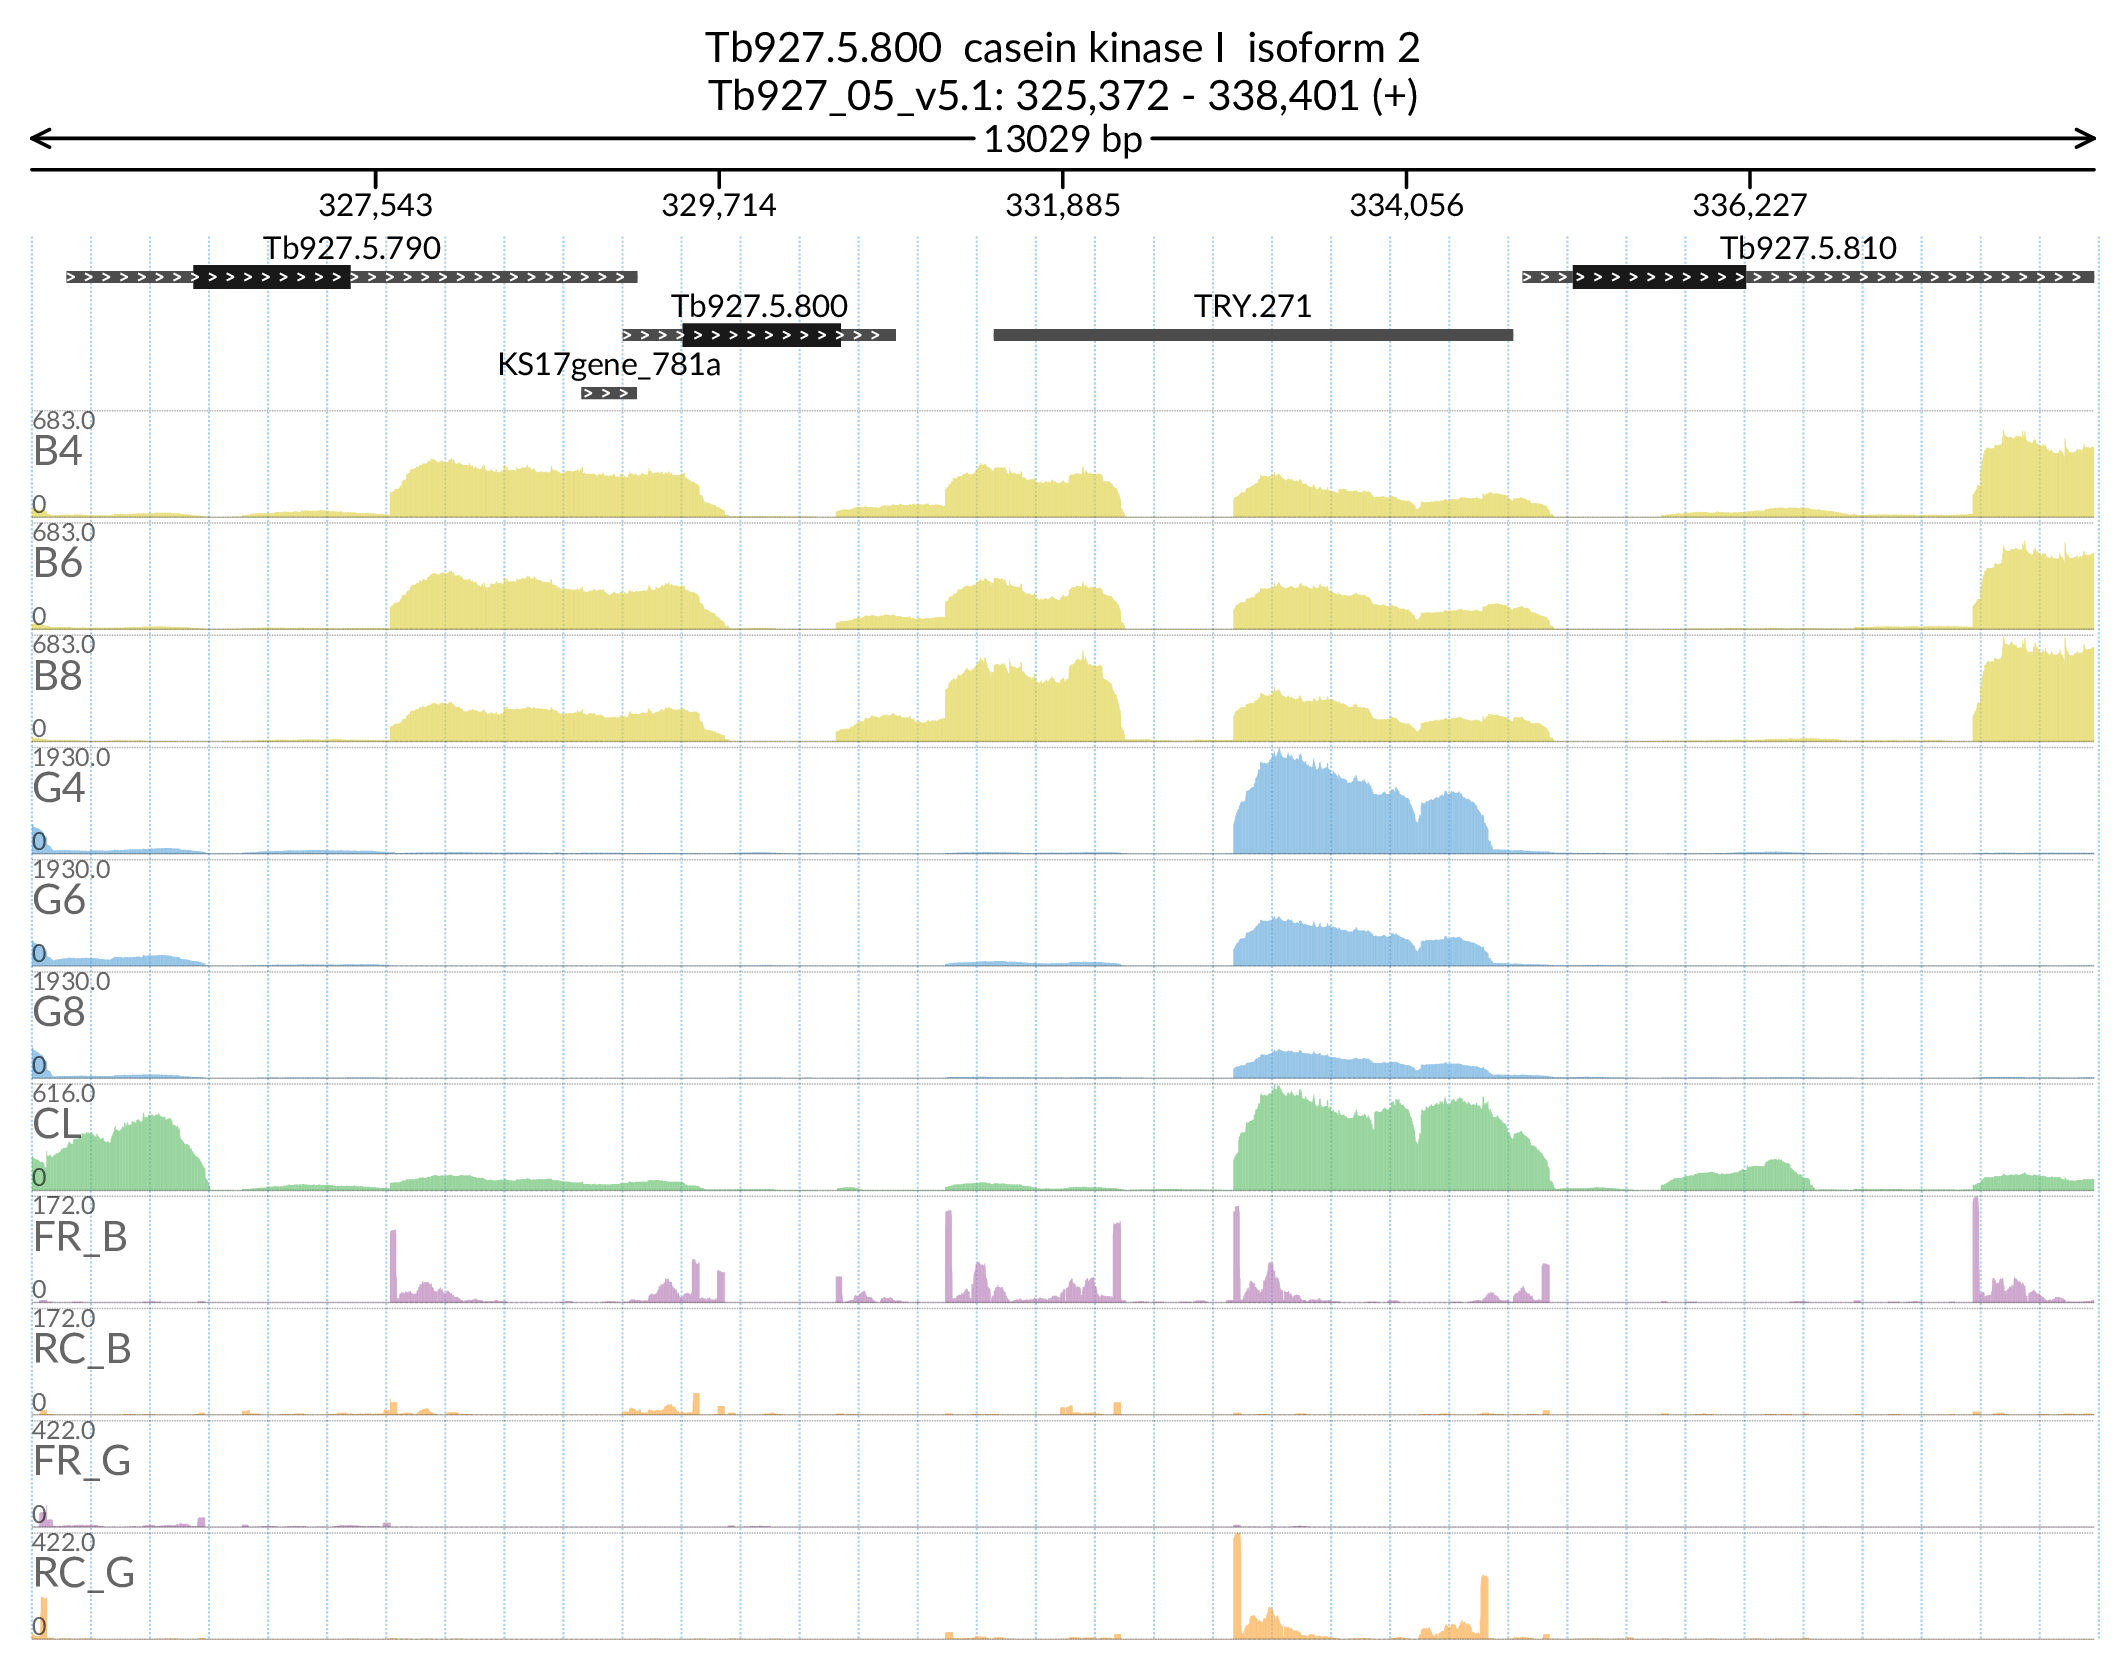 Tb927.5.800 casein kinase I isoform 2
Tb927_05_v5.1: 325,372 - 338,401 (+)
13029 bp
327,543 329,714 331,885 334,056 336,227
Tb927.5.790 Tb927.5.810
Tb927.5.800 TRY.271
KS17gene_781a
683.0
B4
0
683.0
B6
0
683.0
B8
0
1930.0
G4
0
1930.0
G6
0
1930.0
G8
0
616.0
CL
0
172.0
FR_B
0
172.0
RC_B
0
422.0
FR_G
0
422.0
RC_G
0